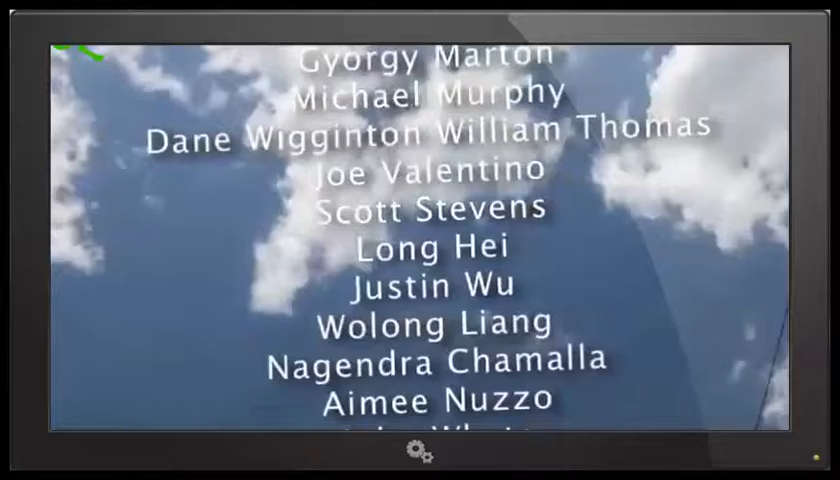 Gyorgy Marton
Michael Murphy
Dane Wigginton William Thomas
Joe Valentino
Scott Stevens
Long Hei
Justin Wu
Wolong Liang
Nagendra Chamalla
Aimee Nuzzo